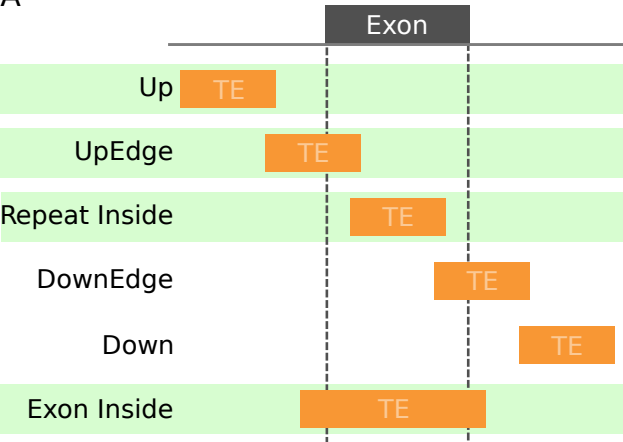 A
Exon
Up TE
UpEdge TE
Repeat Inside TE
DownEdge TE
Down TE
Exon Inside TE